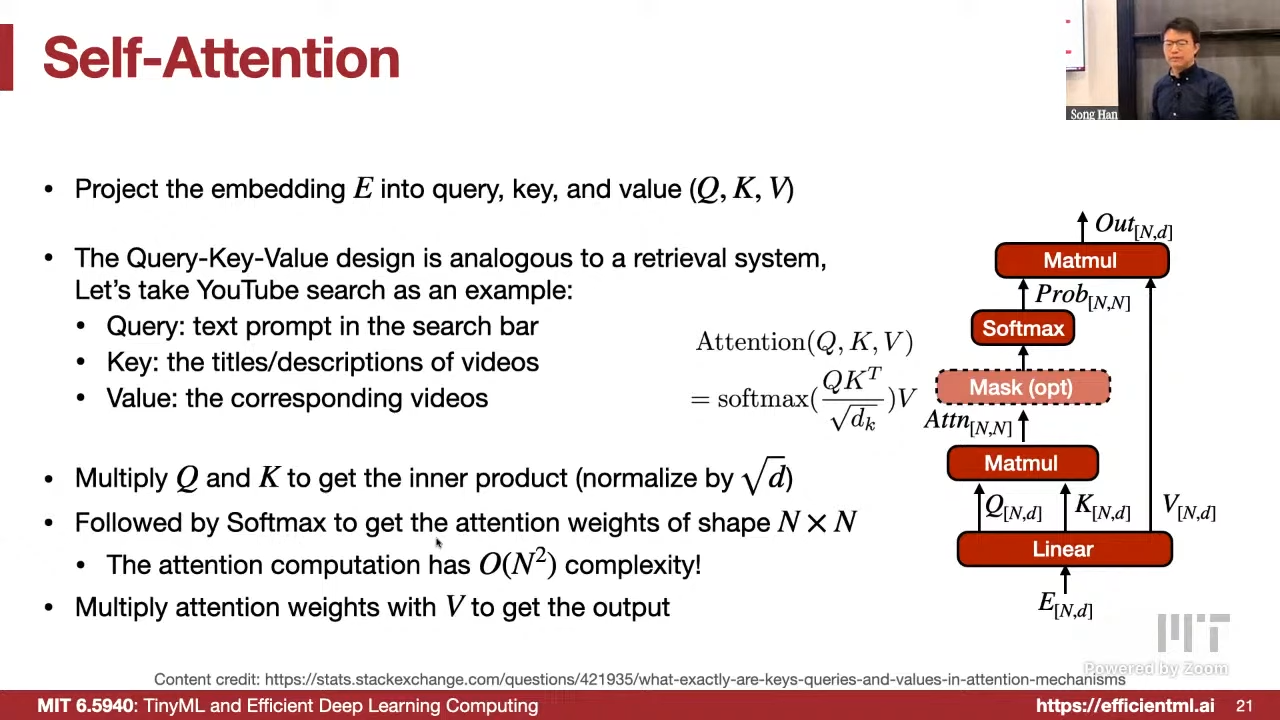 Self-Attention
Song Han
• Project the embedding E into query, key, and value (Q, K, V)
• The Query-Key-Value design is analogous to a retrieval system,
Let's take YouTube search as an example:
• Query: text prompt in the search bar
• Key: the titles/descriptions of videos
• Value: the corresponding videos
Attention(Q, K, V)
= softmax(QK^T / √d_k)V
• Multiply Q and K to get the inner product (normalize by √d)
• Followed by Softmax to get the attention weights of shape N × N
• The attention computation has O(N²) complexity!
• Multiply attention weights with V to get the output
Out[N,d]
Matmul
Prob[N,N]
Softmax
Mask (opt)
Attn[N,N]
Matmul
Q[N,d] K[N,d] V[N,d]
Linear
E[N,d]
MIT
Powered by Zoom
Content credit: https://stats.stackexchange.com/questions/421935/what-exactly-are-keys-queries-and-values-in-attention-mechanisms
MIT 6.5940: TinyML and Efficient Deep Learning Computing
https://efficientml.ai 21